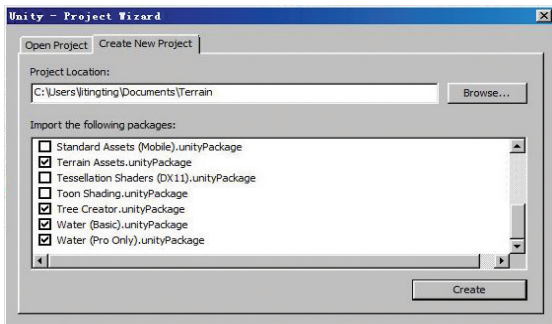 Unity - Project Wizard
Open Project Create New Project
Project Location:
C:\Users\litingting\Documents\Terrain Browse...
Import the following packages:
Standard Assets (Mobile).unityPackage
Terrain Assets.unityPackage
Tessellation Shaders (DX11).unityPackage
Toon Shading.unityPackage
Tree Creator.unityPackage
Water (Basic).unityPackage
Water (Pro Only).unityPackage
Create